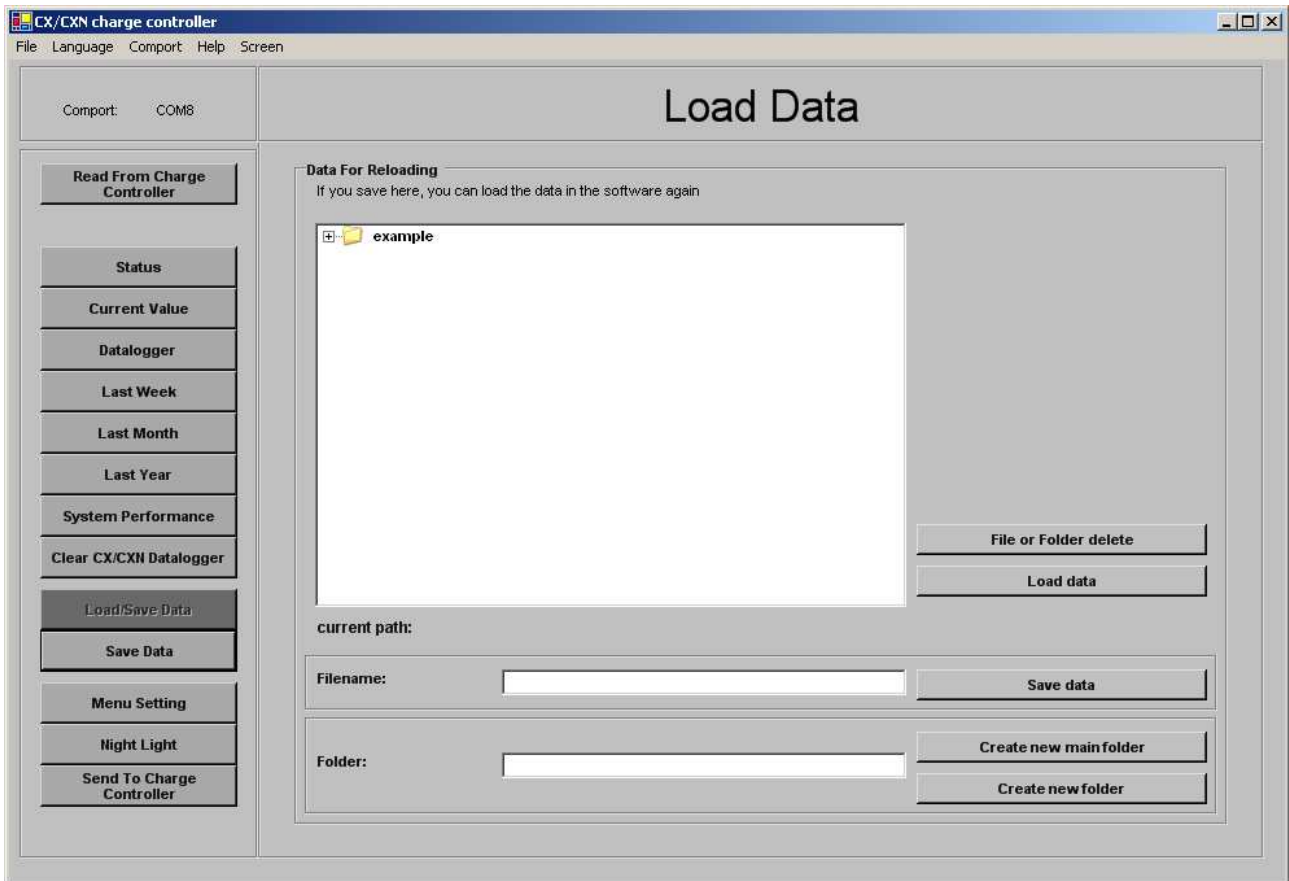 CX/CXN charge controller
File Language Comport Help Screen
Comport: COM8
Load Data
Read From Charge
Controller
Status
Current Value
Datalogger
Last Week
Last Month
Last Year
System Performance
Clear CX/CXN Datalogger
Load/Save Data
Save Data
Menu Setting
Night Light
Send To Charge
Controller
Data For Reloading
If you save here, you can load the data in the software again
example
File or Folder delete
Load data
current path:
Filename:
Save data
Folder:
Create new main folder
Create new folder